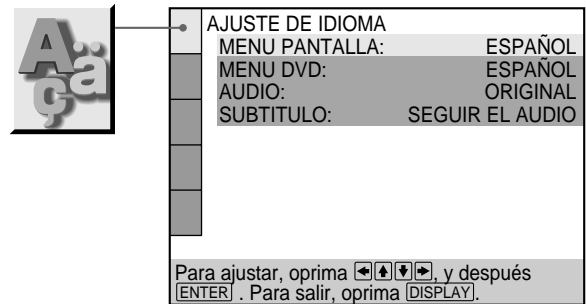 Aäç
AJUSTE DE IDIOMA
MENU PANTALLA: ESPAÑOL
MENU DVD: ESPAÑOL
AUDIO: ORIGINAL
SUBTITULO: SEGUIR EL AUDIO
Para ajustar, oprima ←↑↓→, y después
ENTER . Para salir, oprima DISPLAY.